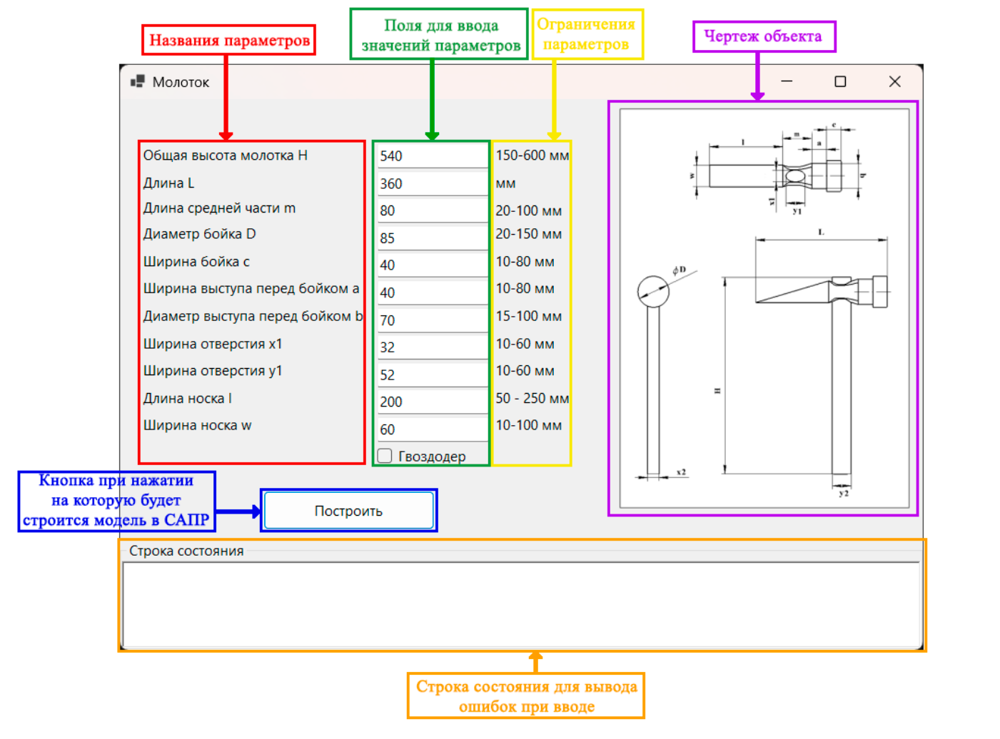 Названия параметров
Поля для ввода
значений параметров
Ограничения
параметров
Чертеж объекта
Молоток
Общая высота молотка H
540
150-600 мм
Длина L
360
мм
Длина средней части m
80
20-100 мм
Диаметр бойка D
85
20-150 мм
Ширина бойка c
40
10-80 мм
Ширина выступа перед бойком a
40
10-80 мм
Диаметр выступа перед бойком b
70
15-100 мм
Ширина отверстия x1
32
10-60 мм
Ширина отверстия y1
52
10-60 мм
Длина носка l
200
50 - 250 мм
Ширина носка w
60
10-100 мм
Гвоздодер
c
m
l
a
w
b
x1
y1
L
ϕD
H
x2
y2
Кнопка при нажатии
на которую будет
строится модель в САПР
Построить
Строка состояния
Строка состояния для вывода
ошибок при вводе